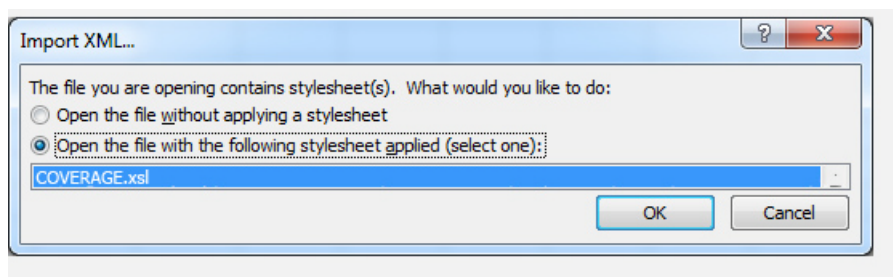 Import XML...
The file you are opening contains stylesheet(s).  What would you like to do:
Open the file without applying a stylesheet
Open the file with the following stylesheet applied (select one):
COVERAGE.xsl
OK Cancel